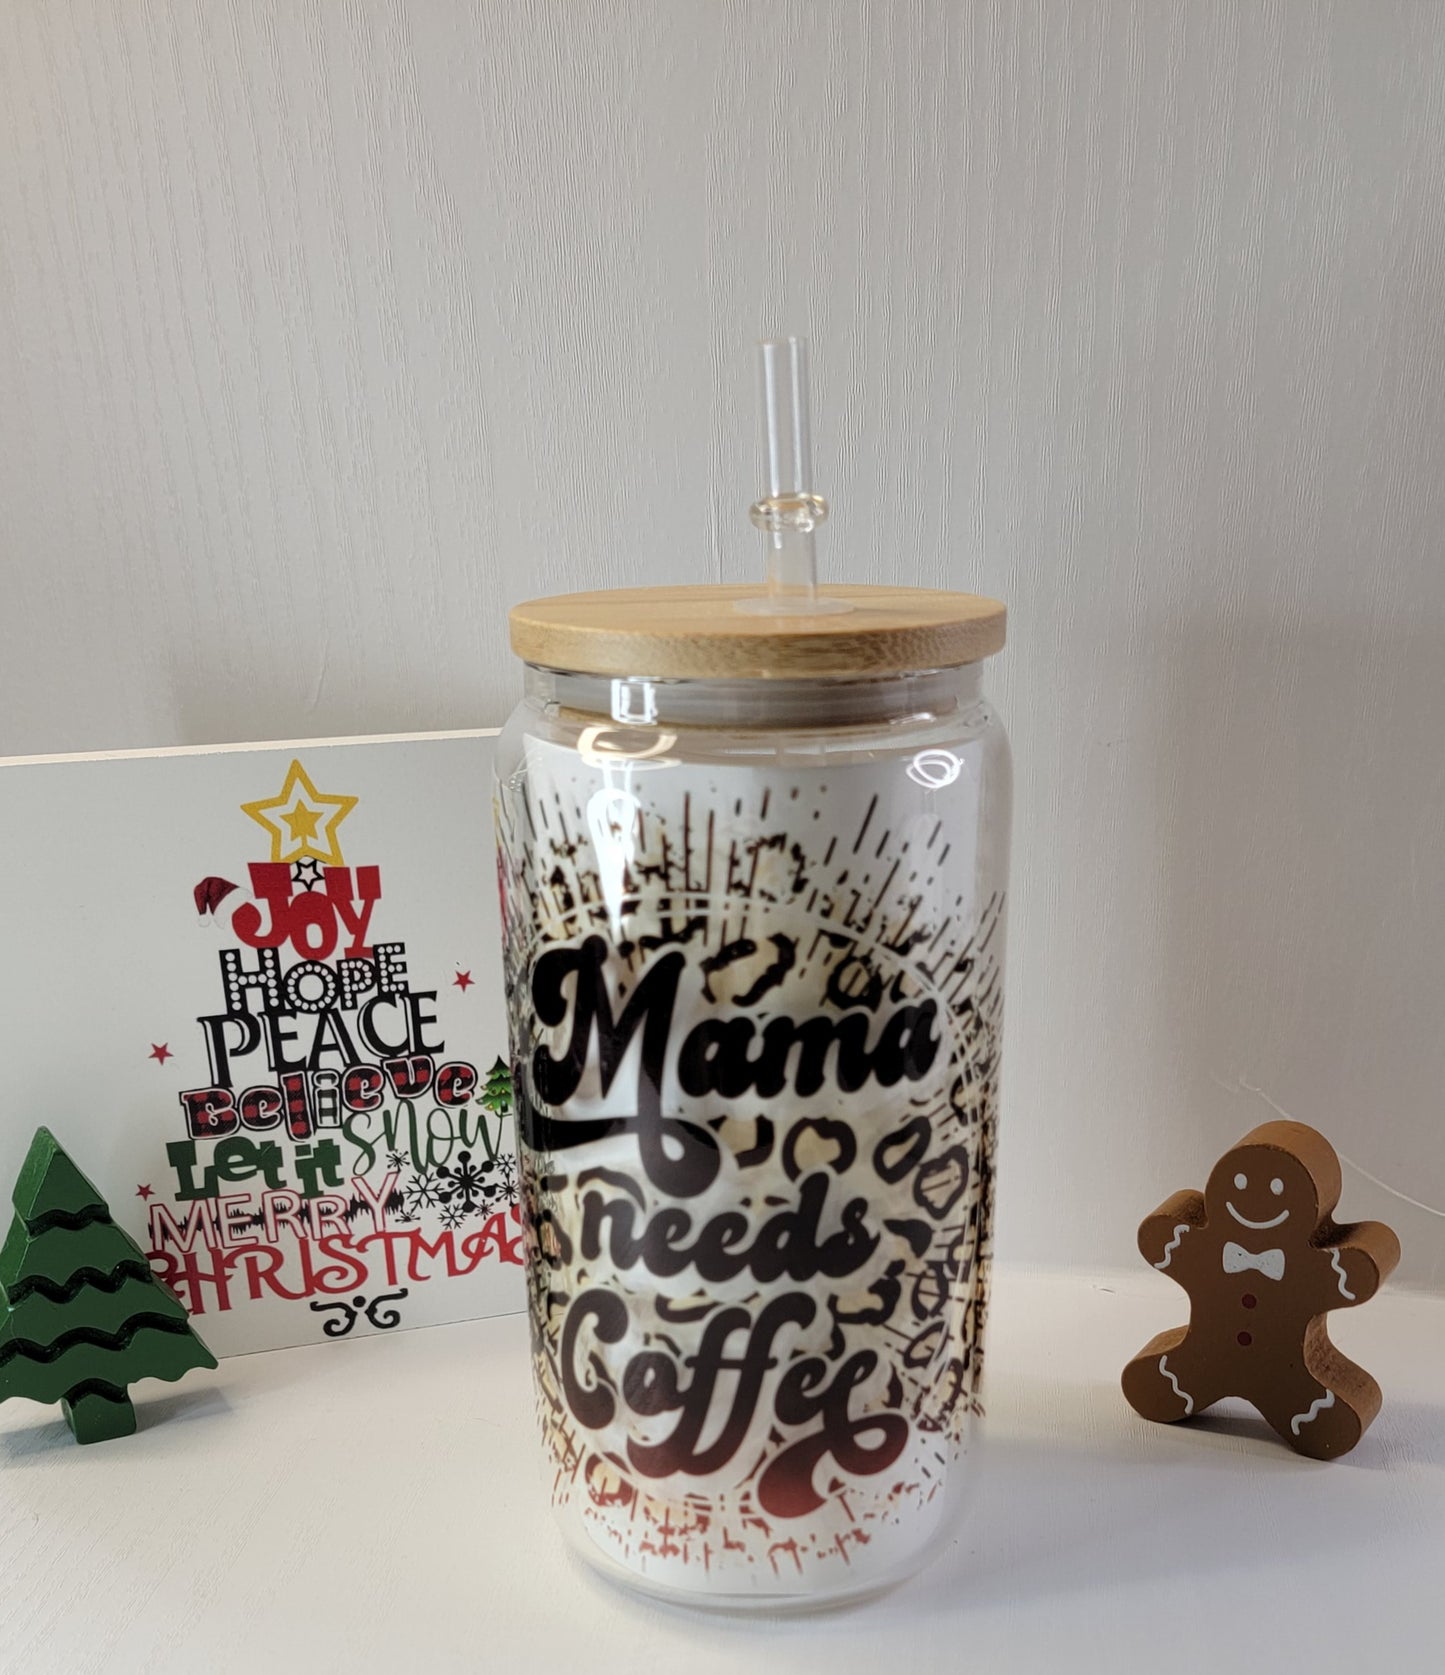 JOY
HOPE
PEACE
Believe
Let it snow
MERRY
CHRISTMAS
Mama
needs
Coffee